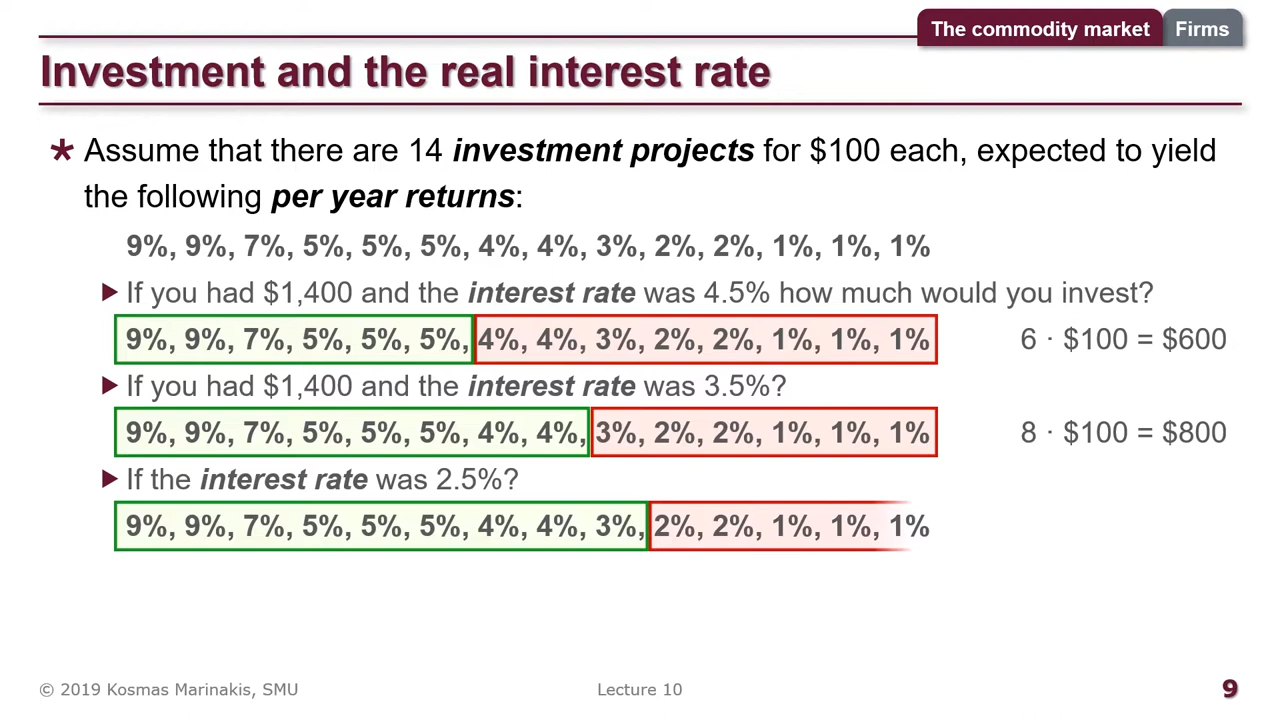 The commodity market Firms
Investment and the real interest rate
* Assume that there are 14 investment projects for $100 each, expected to yield
the following per year returns:
9%, 9%, 7%, 5%, 5%, 5%, 4%, 4%, 3%, 2%, 2%, 1%, 1%, 1%
If you had $1,400 and the interest rate was 4.5% how much would you invest?
9%, 9%, 7%, 5%, 5%, 5%, 4%, 4%, 3%, 2%, 2%, 1%, 1%, 1% 6 · $100 = $600
If you had $1,400 and the interest rate was 3.5%?
9%, 9%, 7%, 5%, 5%, 5%, 4%, 4%, 3%, 2%, 2%, 1%, 1%, 1% 8 · $100 = $800
If the interest rate was 2.5%?
9%, 9%, 7%, 5%, 5%, 5%, 4%, 4%, 3%, 2%, 2%, 1%, 1%, 1%
© 2019 Kosmas Marinakis, SMU Lecture 10 9